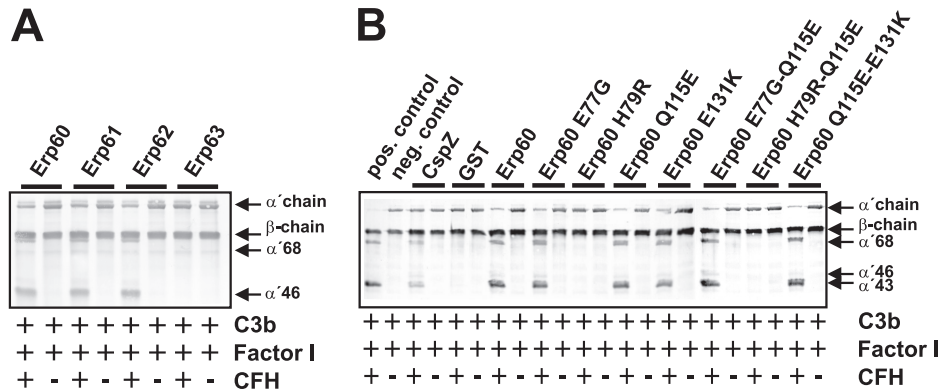 A
Erp60
Erp61
Erp62
Erp63
α´chain
β-chain
α´68
α´46
+ + + + + + + + C3b
+ + + + + + + + Factor I
+ - + - + - + - CFH
B
pos. control
neg. control
CspZ
GST
Erp60
Erp60 E77G
Erp60 H79R
Erp60 Q115E
Erp60 E131K
Erp60 E77G-Q115E
Erp60 H79R-Q115E
Erp60 Q115E-E131K
α´chain
β-chain
α´68
α´46
α´43
+ + + + + + + + + + + + + + + + + + + + + + C3b
+ + + + + + + + + + + + + + + + + + + + + + Factor I
+ - + - + - + - + - + - + - + - + - + - + - CFH